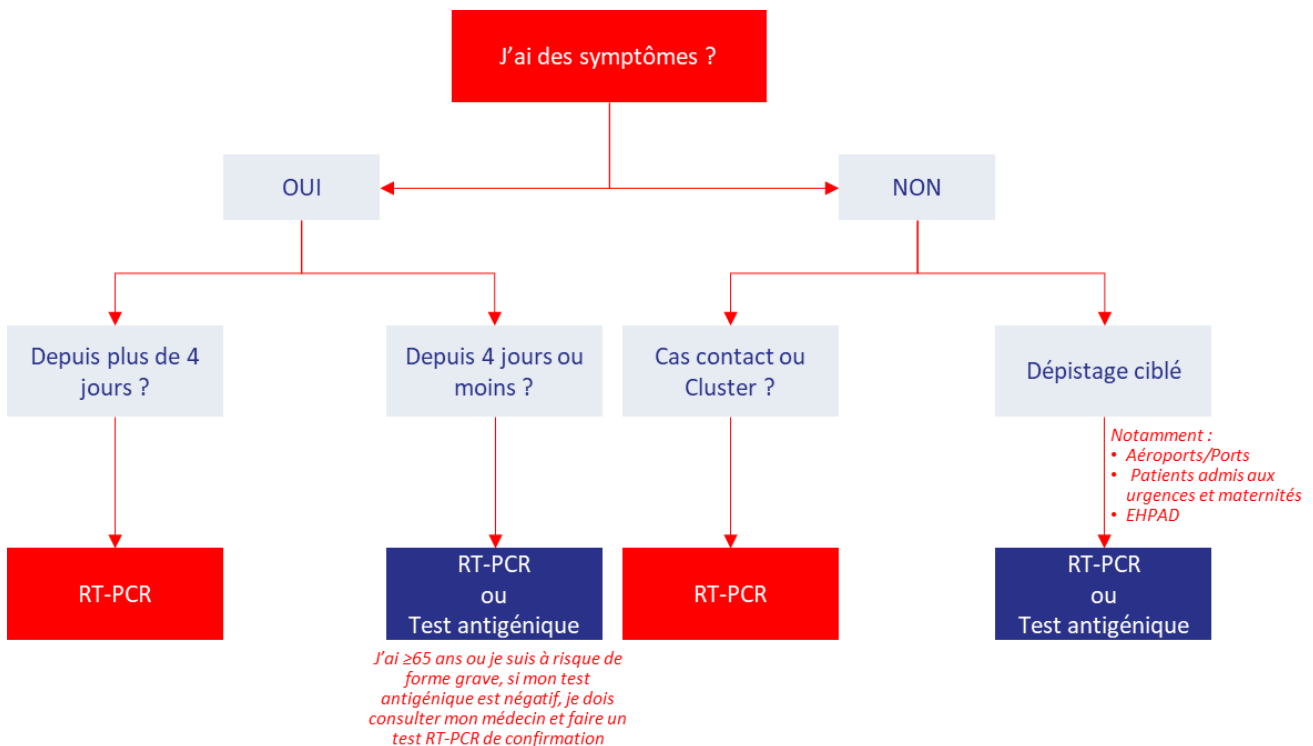 J'ai des symptômes ?
OUI
NON
Depuis plus de 4
jours ?
Depuis 4 jours ou
moins ?
Cas contact ou
Cluster ?
Dépistage ciblé
Notamment :
• Aéroports/Ports
• Patients admis aux
urgences et maternités
• EHPAD
RT-PCR
RT-PCR
ou
Test antigénique
RT-PCR
RT-PCR
ou
Test antigénique
J'ai ≥65 ans ou je suis à risque de
forme grave, si mon test
antigénique est négatif, je dois
consulter mon médecin et faire un
test RT-PCR de confirmation